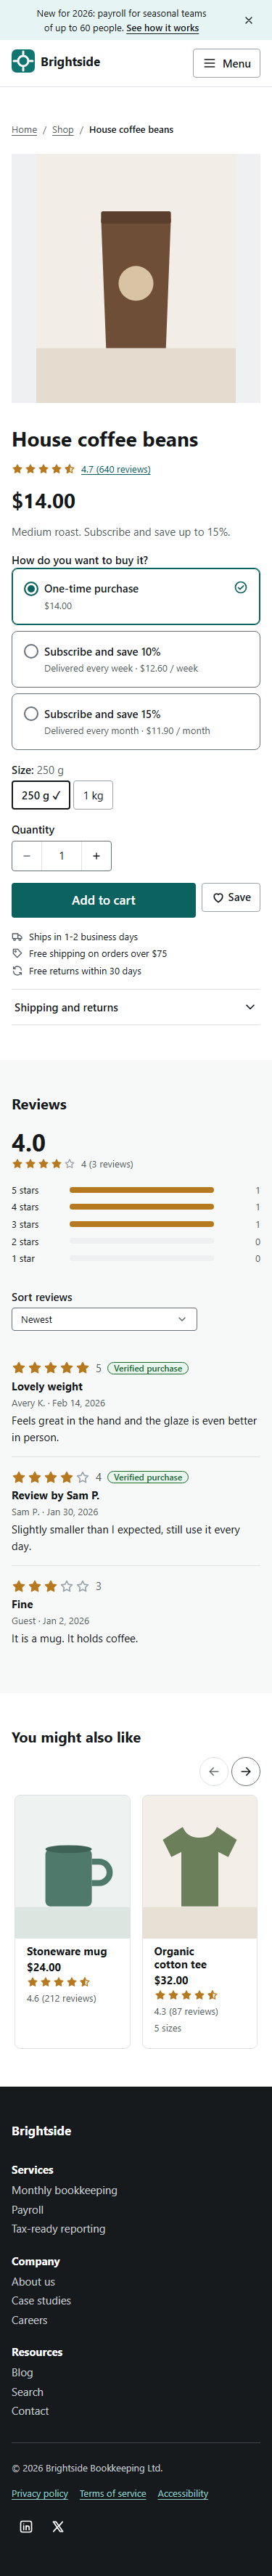 New for 2026: payroll for seasonal teams
of up to 60 people. See how it works
Brightside
Menu
Home / Shop / House coffee beans
House coffee beans
4.7 (640 reviews)
$14.00
Medium roast. Subscribe and save up to 15%.
How do you want to buy it?
One-time purchase
$14.00
Subscribe and save 10%
Delivered every week · $12.60 / week
Subscribe and save 15%
Delivered every month · $11.90 / month
Size: 250 g
250 g ✓ 1 kg
Quantity
− 1 +
Add to cart Save
Ships in 1-2 business days
Free shipping on orders over $75
Free returns within 30 days
Shipping and returns
Reviews
4.0
4 (3 reviews)
5 stars 1
4 stars 1
3 stars 1
2 stars 0
1 star 0
Sort reviews
Newest
5 Verified purchase
Lovely weight
Avery K. · Feb 14, 2026
Feels great in the hand and the glaze is even better
in person.
4 Verified purchase
Review by Sam P.
Sam P. · Jan 30, 2026
Slightly smaller than I expected, still use it every
day.
3
Fine
Guest · Jan 2, 2026
It is a mug. It holds coffee.
You might also like
Stoneware mug
$24.00
4.6 (212 reviews)
Organic
cotton tee
$32.00
4.3 (87 reviews)
5 sizes
Brightside
Services
Monthly bookkeeping
Payroll
Tax-ready reporting
Company
About us
Case studies
Careers
Resources
Blog
Search
Contact
© 2026 Brightside Bookkeeping Ltd.
Privacy policy Terms of service Accessibility